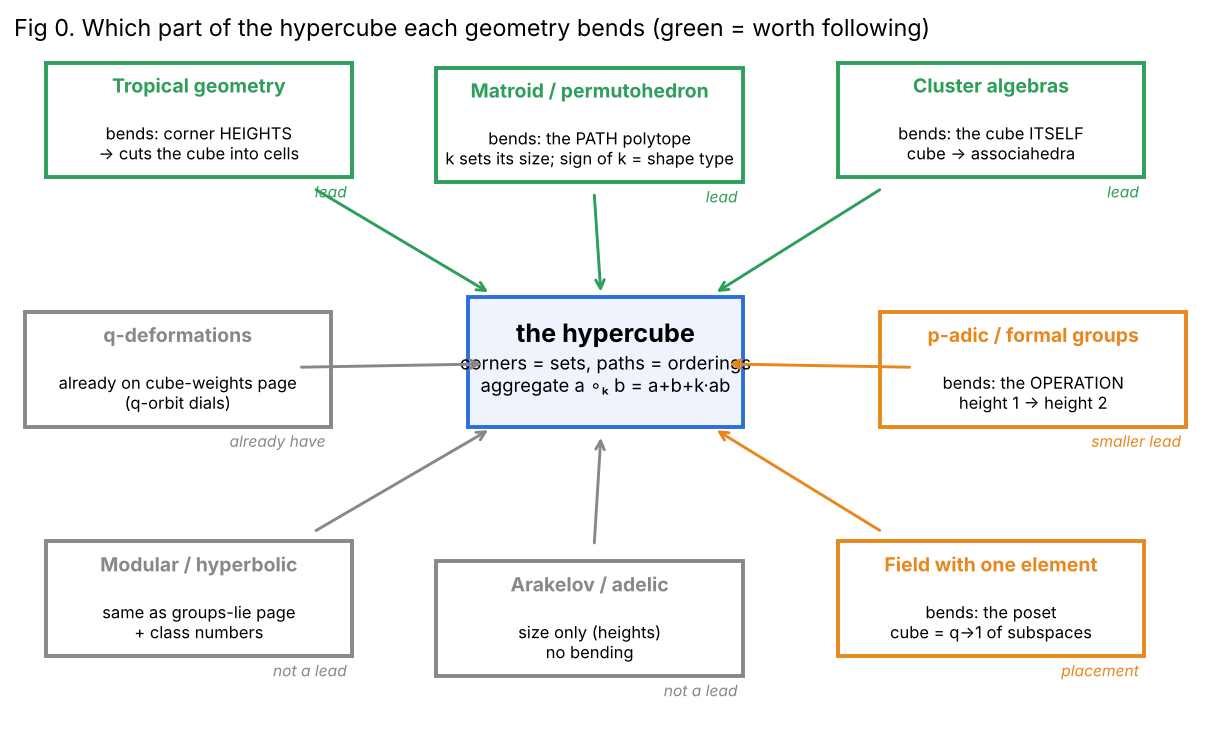 Fig 0. Which part of the hypercube each geometry bends (green = worth following)
Tropical geometry
bends: corner HEIGHTS
→ cuts the cube into cells
lead
Matroid / permutohedron
bends: the PATH polytope
k sets its size; sign of k = shape type
lead
Cluster algebras
bends: the cube ITSELF
cube → associahedra
lead
q-deformations
already on cube-weights page
(q-orbit dials)
already have
the hypercube
corners = sets, paths = orderings
aggregate a ∘ₖ b = a+b+k·ab
p-adic / formal groups
bends: the OPERATION
height 1 → height 2
smaller lead
Modular / hyperbolic
same as groups-lie page
+ class numbers
not a lead
Arakelov / adelic
size only (heights)
no bending
not a lead
Field with one element
bends: the poset
cube = q→1 of subspaces
placement